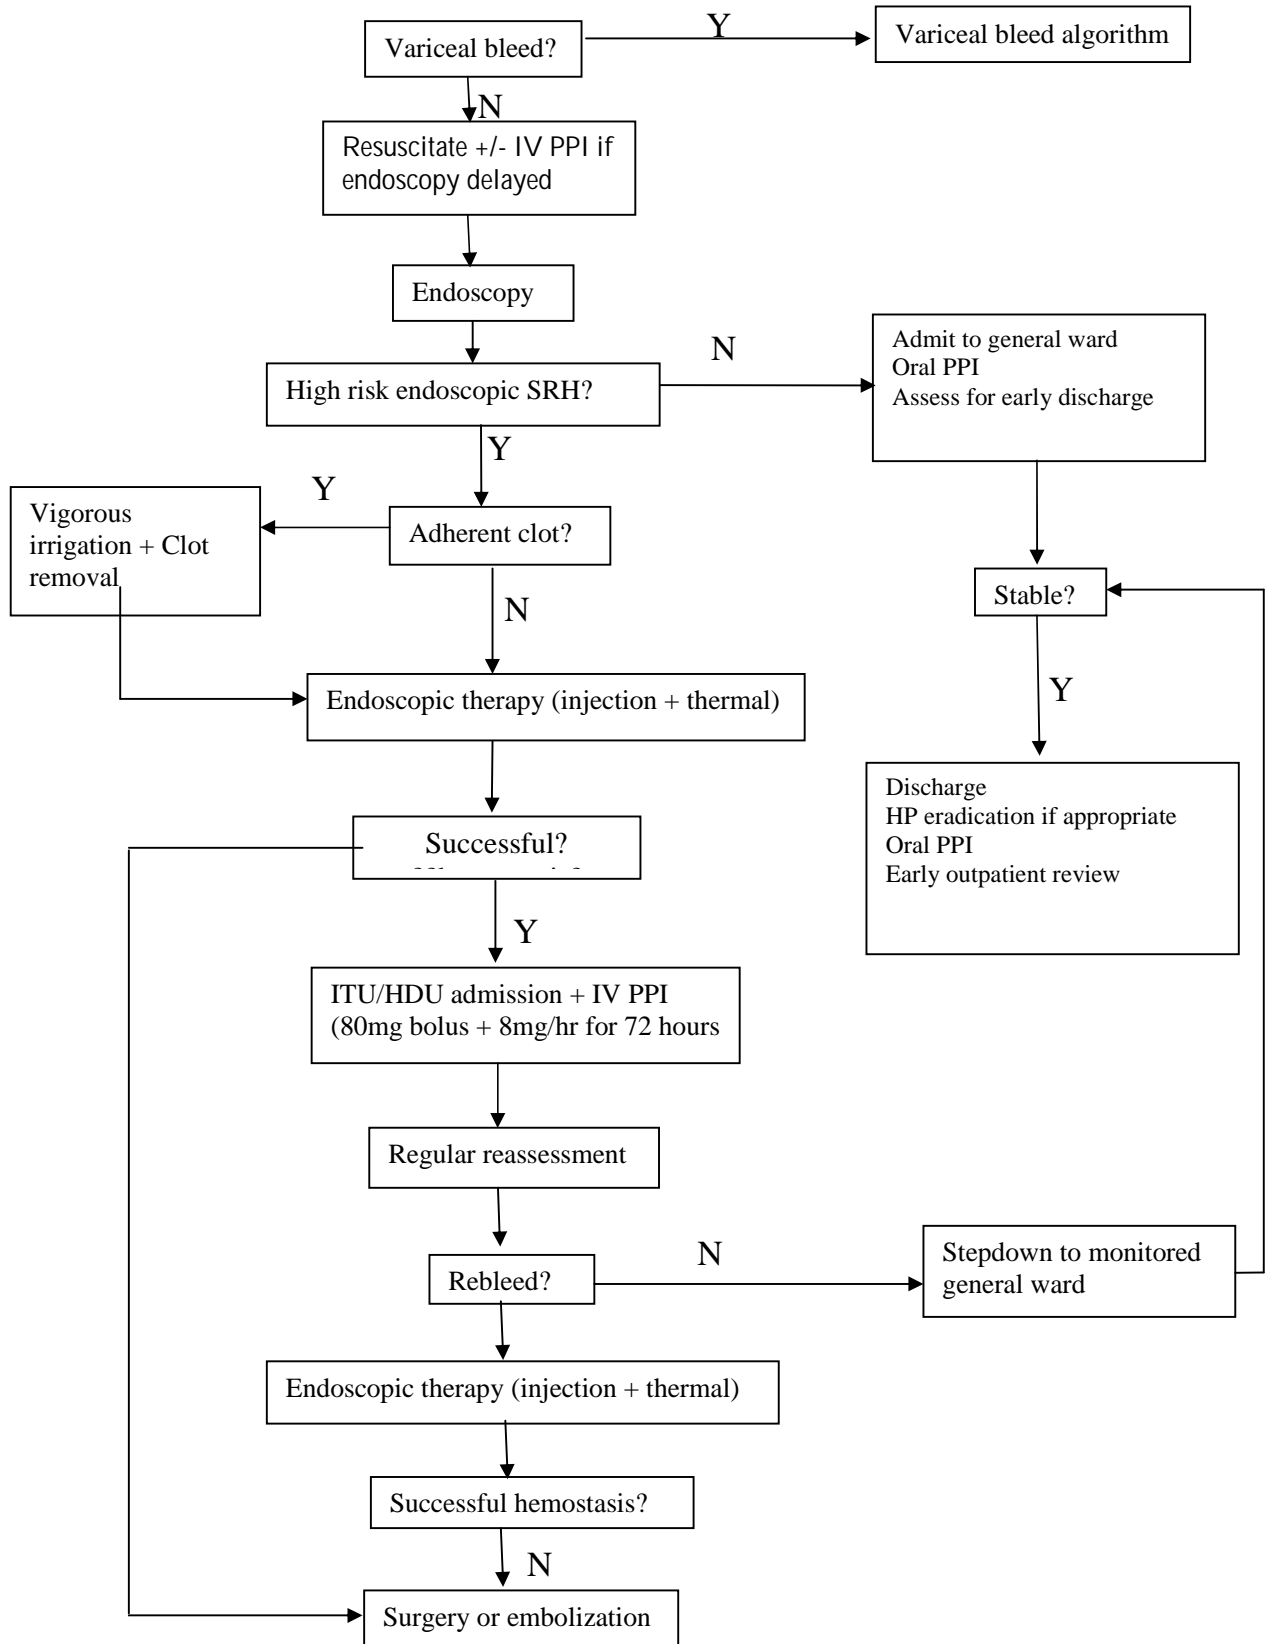 Variceal bleed?
Y
Variceal bleed algorithm
N
Resuscitate +/- IV PPI if
endoscopy delayed
Endoscopy
High risk endoscopic SRH?
N
Admit to general ward
Oral PPI
Assess for early discharge
Y
Adherent clot?
Y
Vigorous
irrigation + Clot
removal
N
Stable?
Y
Endoscopic therapy (injection + thermal)
Discharge
HP eradication if appropriate
Oral PPI
Early outpatient review
Successful?
Y
ITU/HDU admission + IV PPI
(80mg bolus + 8mg/hr for 72 hours
Regular reassessment
Rebleed?
N
Stepdown to monitored
general ward
Endoscopic therapy (injection + thermal)
Successful hemostasis?
N
Surgery or embolization